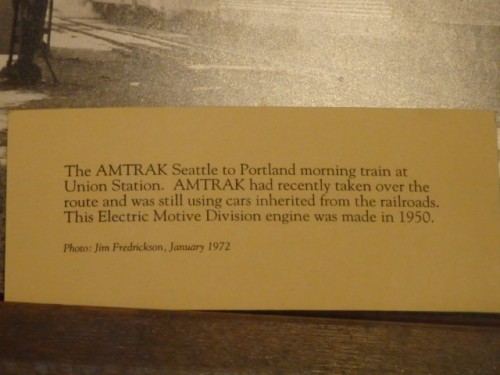 The AMTRAK Seattle to Portland morning train at
Union Station.  AMTRAK had recently taken over the
route and was still using cars inherited from the railroads.
This Electric Motive Division engine was made in 1950.
Photo: Jim Fredrickson, January 1972